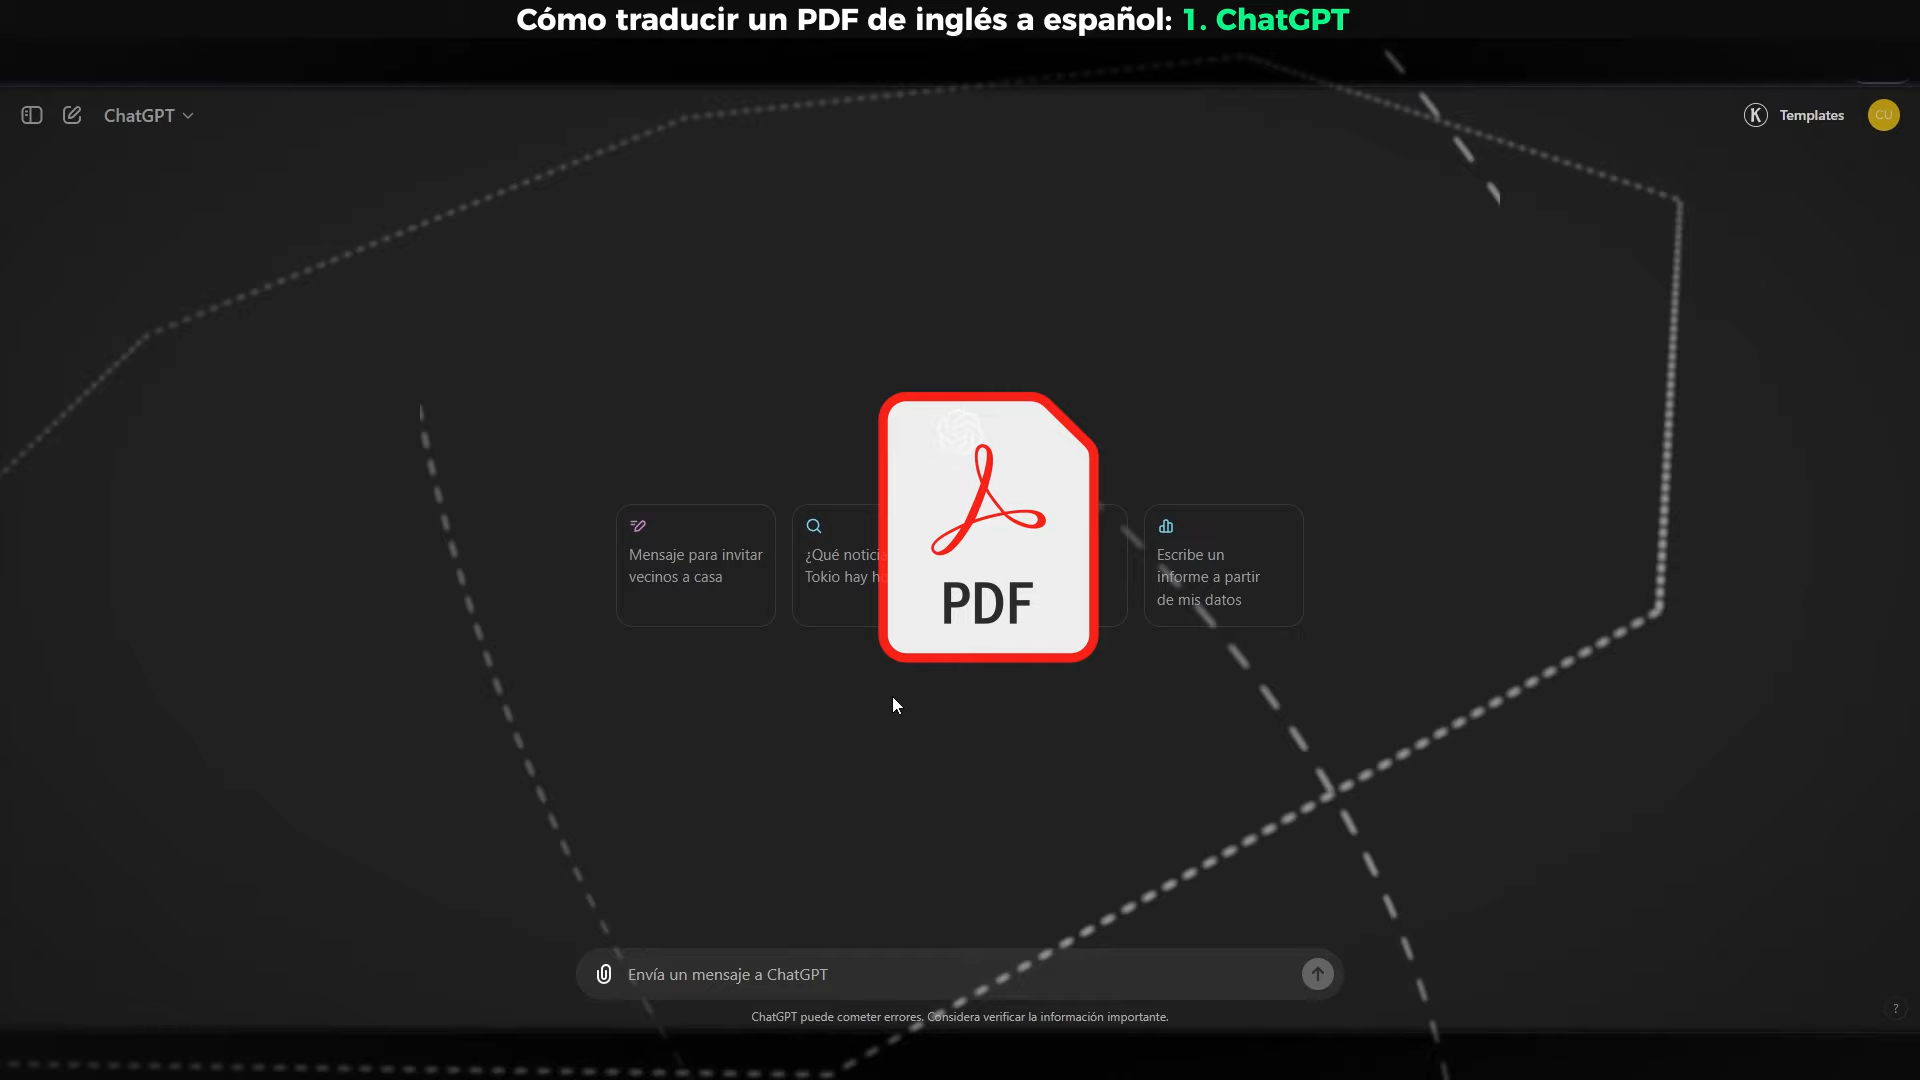 Cómo traducir un PDF de inglés a español: 1. ChatGPT
ChatGPT
K
Templates
CU
Mensaje para invitar
vecinos a casa
¿Qué
Tokio hay
PDF
Escribe un
informe a partir
de mis datos
Envía un mensaje a ChatGPT
ChatGPT puede cometer errores. Considera verificar la información importante.
?